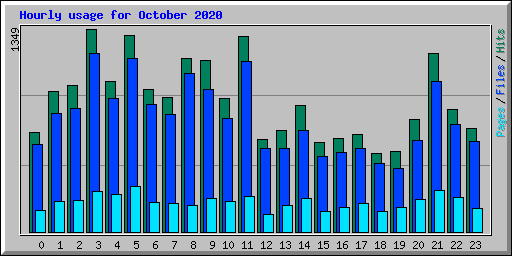 Hourly usage for October 2020
1349
Pages/Files/Hits
0 1 2 3 4 5 6 7 8 9 10 11 12 13 14 15 16 17 18 19 20 21 22 23